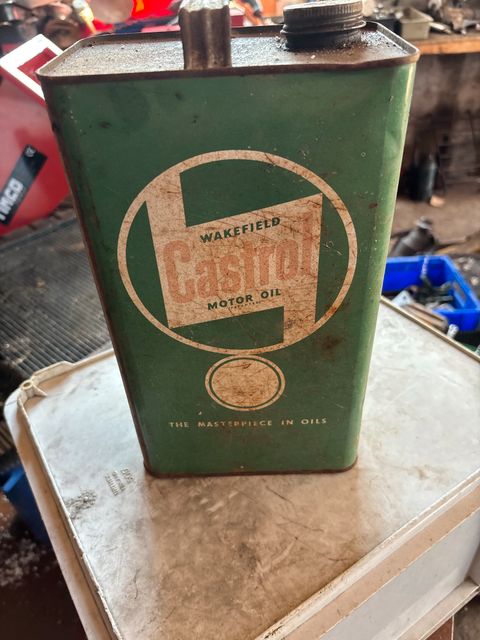 WAKEFIELD
Castrol
MOTOR OIL
THE MASTERPIECE IN OILS